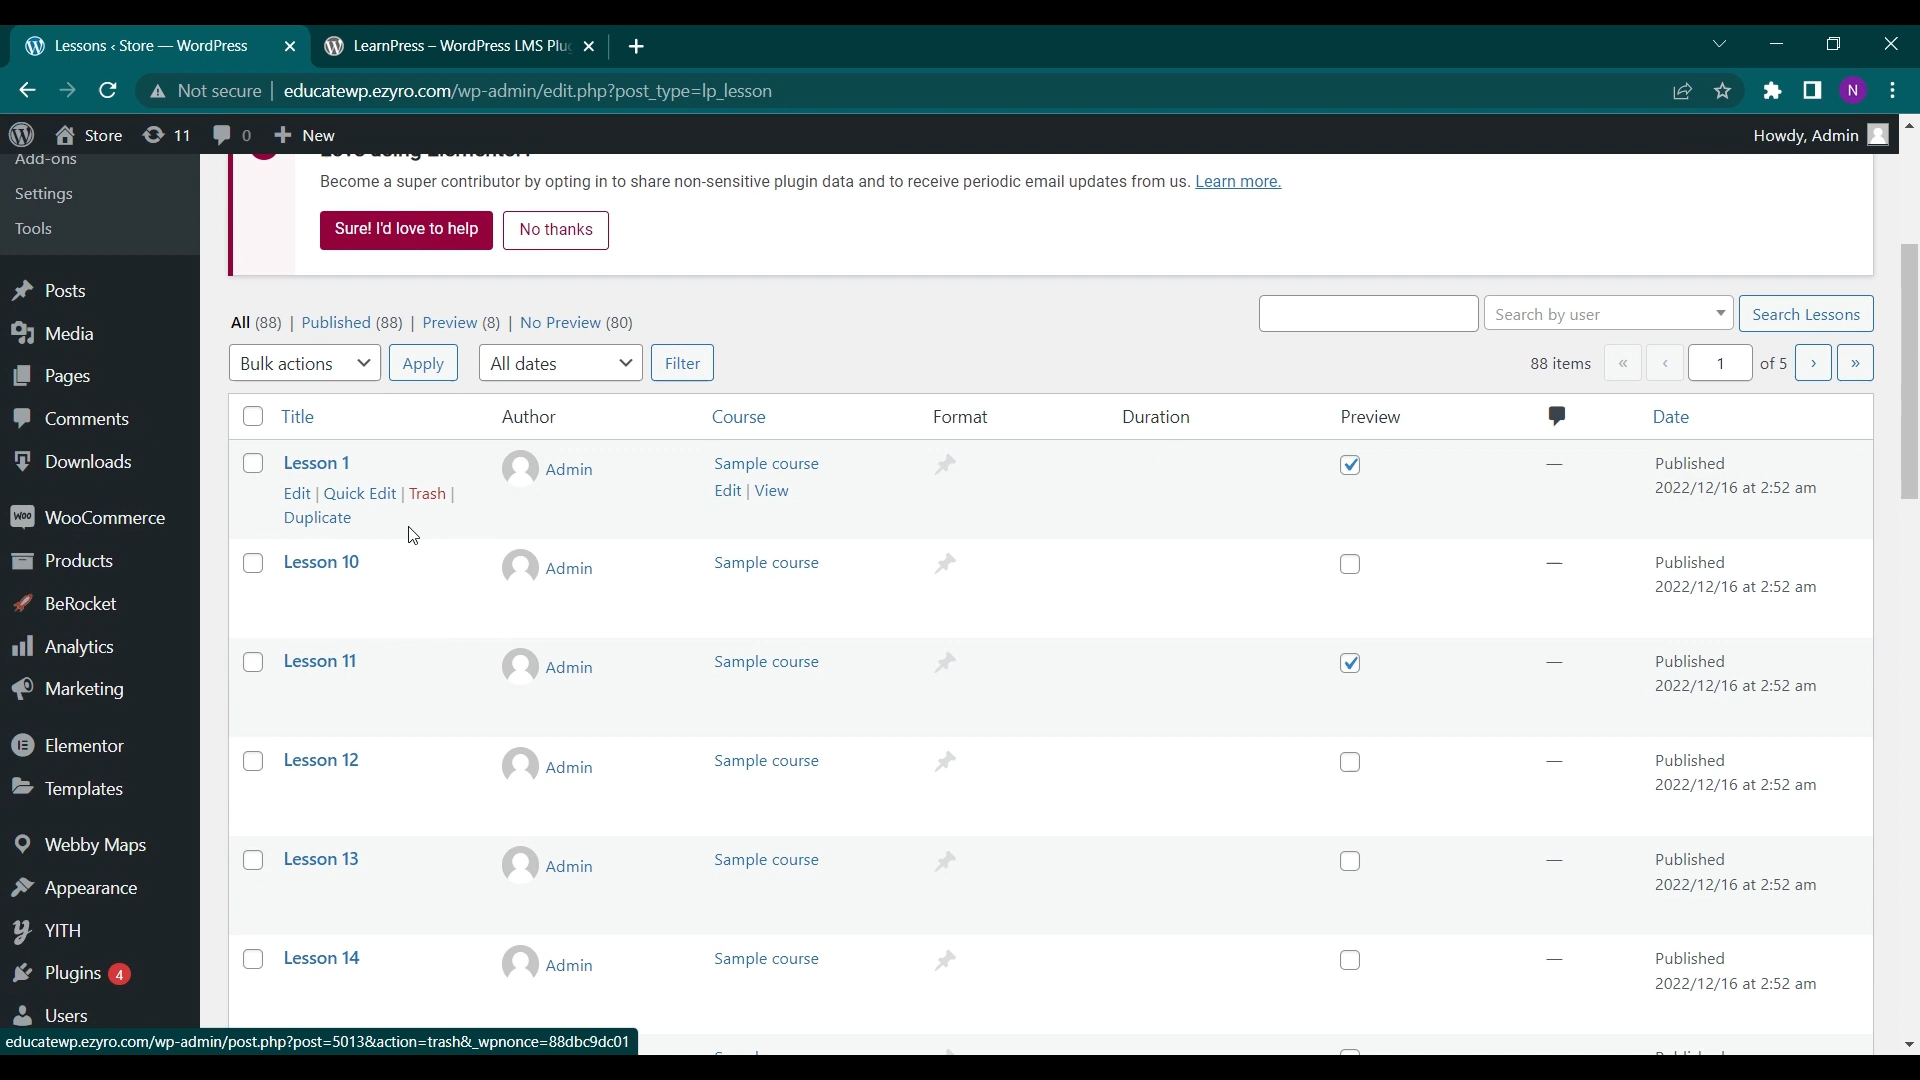 Lessons ‹ Store — WordPress
LearnPress – WordPress LMS Plu
Not secure | educatewp.ezyro.com/wp-admin/edit.php?post_type=lp_lesson
N
Store 11 0 New Howdy, Admin
Add-ons
Settings
Tools
Posts
Media
Pages
Comments
Downloads
WooCommerce
Products
BeRocket
Analytics
Marketing
Elementor
Templates
Webby Maps
Appearance
YITH
Plugins 4
Users
Become a super contributor by opting in to share non-sensitive plugin data and to receive periodic email updates from us. Learn more.
Sure! I'd love to help No thanks
All (88) | Published (88) | Preview (8) | No Preview (80)
Search by user Search Lessons
Bulk actions Apply All dates Filter
88 items « ‹ 1 of 5 › »
Title Author Course Format Duration Preview Date
Lesson 1 Admin Sample course — Published
2022/12/16 at 2:52 am
Edit | Quick Edit | Trash | Edit | View
Duplicate
Lesson 10 Admin Sample course — Published
2022/12/16 at 2:52 am
Lesson 11 Admin Sample course — Published
2022/12/16 at 2:52 am
Lesson 12 Admin Sample course — Published
2022/12/16 at 2:52 am
Lesson 13 Admin Sample course — Published
2022/12/16 at 2:52 am
Lesson 14 Admin Sample course — Published
2022/12/16 at 2:52 am
educatewp.ezyro.com/wp-admin/post.php?post=5013&action=trash&_wpnonce=88dbc9dc01